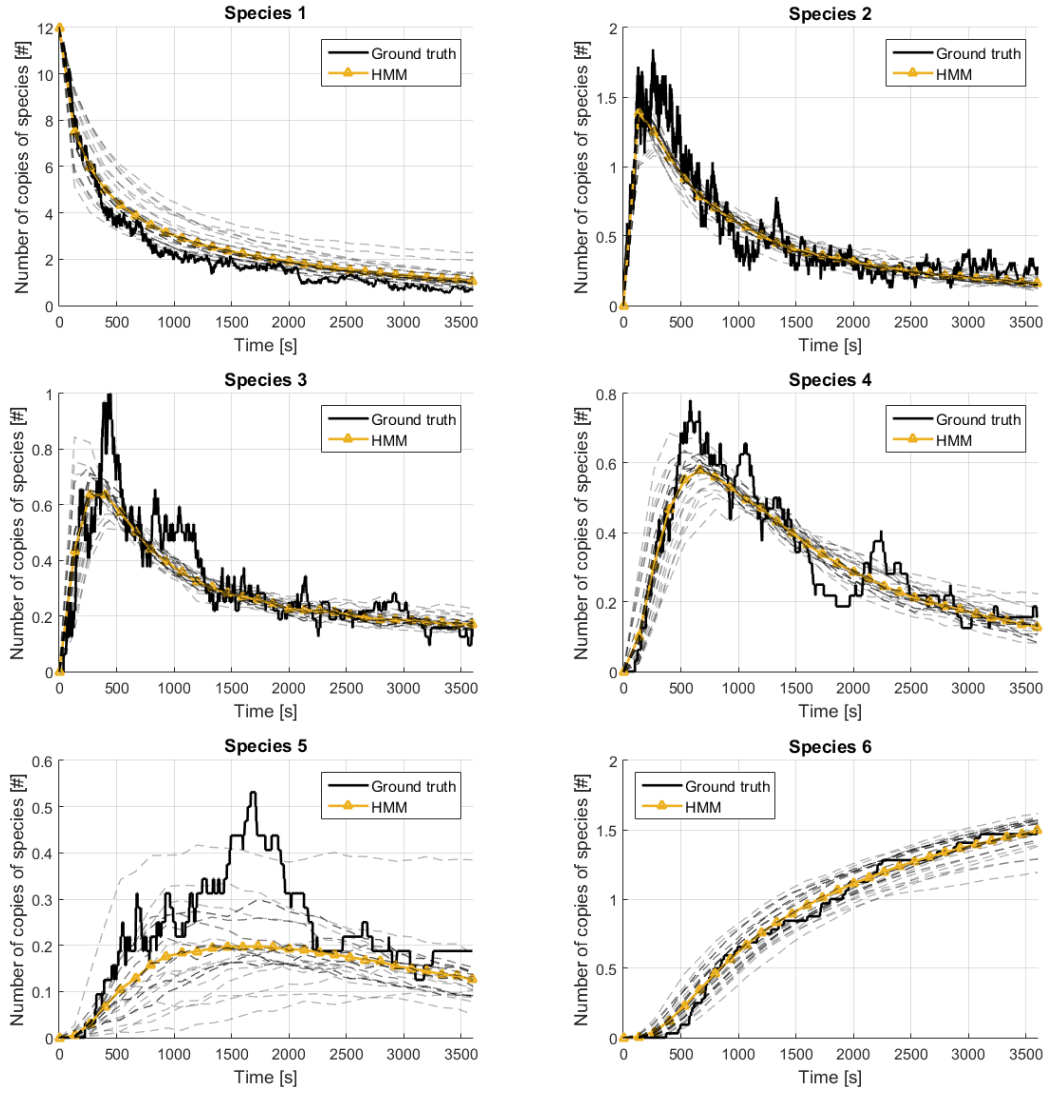 Species 1
Number of copies of species [#]
12
10
8
6
4
2
0
Ground truth
HMM
0 500 1000 1500 2000 2500 3000 3500
Time [s]
Species 2
Number of copies of species [#]
2
1.5
1
0.5
0
Ground truth
HMM
0 500 1000 1500 2000 2500 3000 3500
Time [s]
Species 3
Number of copies of species [#]
1
0.8
0.6
0.4
0.2
0
Ground truth
HMM
0 500 1000 1500 2000 2500 3000 3500
Time [s]
Species 4
Number of copies of species [#]
0.8
0.6
0.4
0.2
0
Ground truth
HMM
0 500 1000 1500 2000 2500 3000 3500
Time [s]
Species 5
Number of copies of species [#]
0.6
0.5
0.4
0.3
0.2
0.1
0
Ground truth
HMM
0 500 1000 1500 2000 2500 3000 3500
Time [s]
Species 6
Number of copies of species [#]
2
1.5
1
0.5
0
Ground truth
HMM
0 500 1000 1500 2000 2500 3000 3500
Time [s]